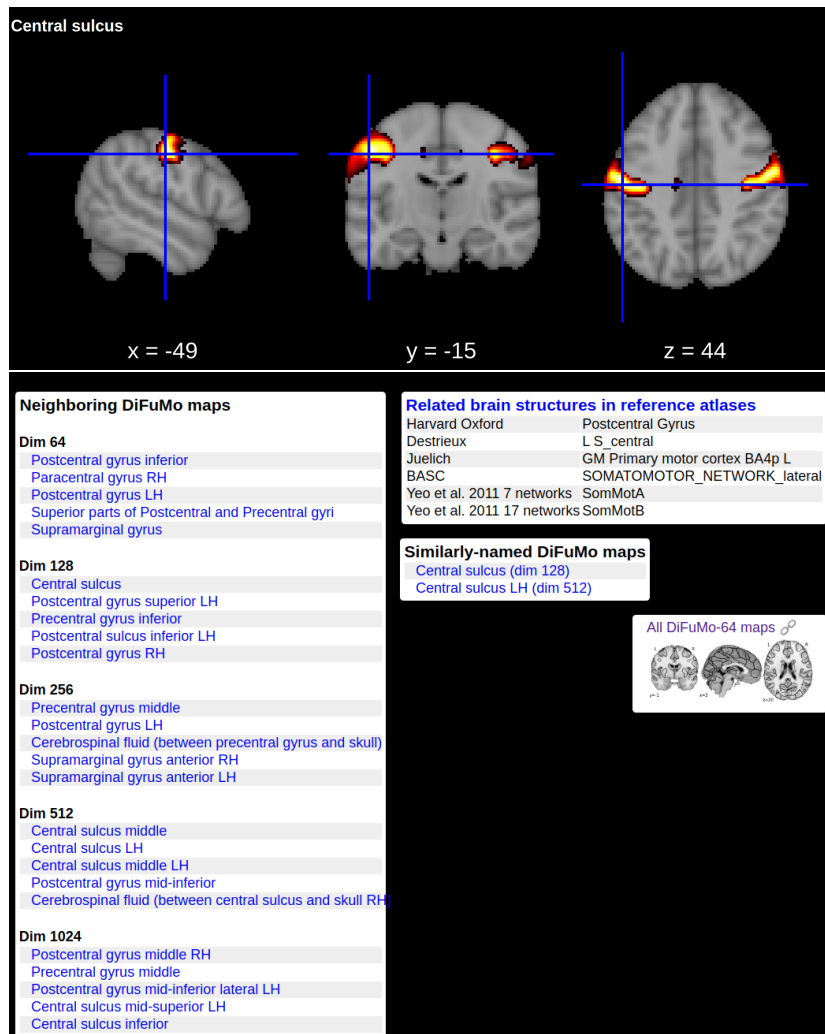 Central sulcus
x = -49
y = -15
z = 44
Neighboring DiFuMo maps
Dim 64
Postcentral gyrus inferior
Paracentral gyrus RH
Postcentral gyrus LH
Superior parts of Postcentral and Precentral gyri
Supramarginal gyrus
Dim 128
Central sulcus
Postcentral gyrus superior LH
Precentral gyrus inferior
Postcentral sulcus inferior LH
Postcentral gyrus RH
Dim 256
Precentral gyrus middle
Postcentral gyrus LH
Cerebrospinal fluid (between precentral gyrus and skull)
Supramarginal gyrus anterior RH
Supramarginal gyrus anterior LH
Dim 512
Central sulcus middle
Central sulcus LH
Central sulcus middle LH
Postcentral gyrus mid-inferior
Cerebrospinal fluid (between central sulcus and skull RH)
Dim 1024
Postcentral gyrus middle RH
Precentral gyrus middle
Postcentral gyrus mid-inferior lateral LH
Central sulcus mid-superior LH
Central sulcus inferior
Related brain structures in reference atlases
Harvard Oxford Postcentral Gyrus
Destrieux L S_central
Juelich GM Primary motor cortex BA4p L
BASC SOMATOMOTOR_NETWORK_lateral
Yeo et al. 2011 7 networks SomMotA
Yeo et al. 2011 17 networks SomMotB
Similarly-named DiFuMo maps
Central sulcus (dim 128)
Central sulcus LH (dim 512)
All DiFuMo-64 maps
L R L R